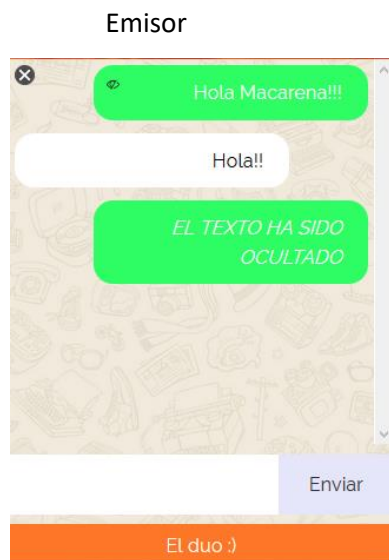 Emisor
Hola Macarena!!!
Hola!!
EL TEXTO HA SIDO
OCULTADO
Enviar
El duo :)